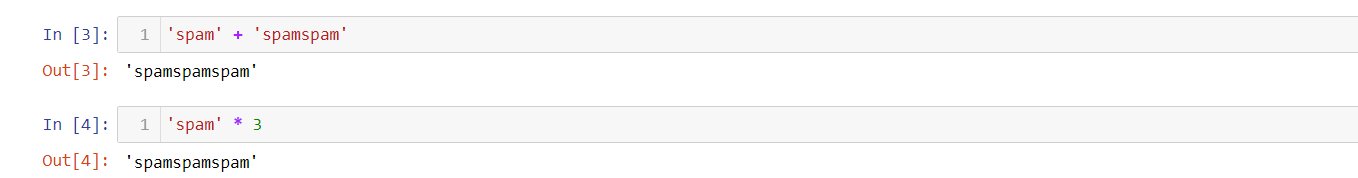 In [3]: 1 'spam' + 'spamspam'
Out[3]: 'spamspamspam'
In [4]: 1 'spam' * 3
Out[4]: 'spamspamspam'